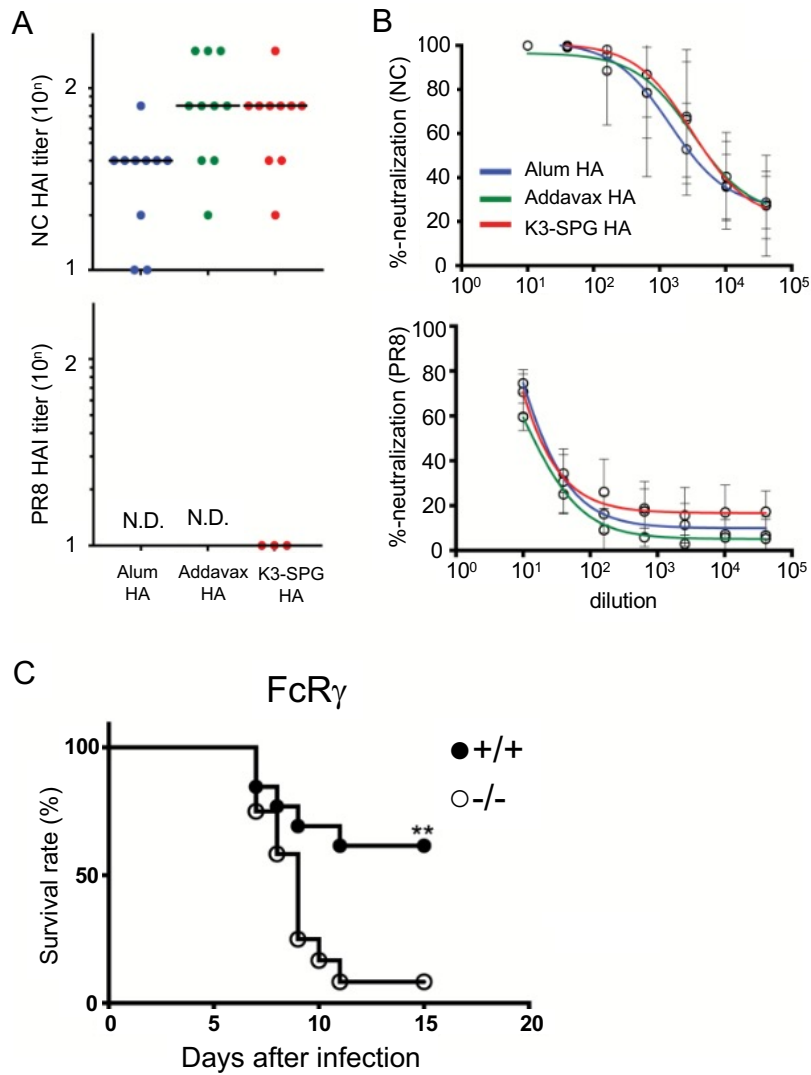 A
NC HAI titer (10ⁿ)
2
1
PR8 HAI titer (10ⁿ)
2
1
N.D.
N.D.
Alum
HA
Addavax
HA
K3-SPG
HA
B
%-neutralization (NC)
100
80
60
40
20
0
Alum HA
Addavax HA
K3-SPG HA
10⁰ 10¹ 10² 10³ 10⁴ 10⁵
%-neutralization (PR8)
100
80
60
40
20
0
10⁰ 10¹ 10² 10³ 10⁴ 10⁵
dilution
C
FcRγ
Survival rate (%)
100
50
0
+/+
-/-
**
0 5 10 15 20
Days after infection